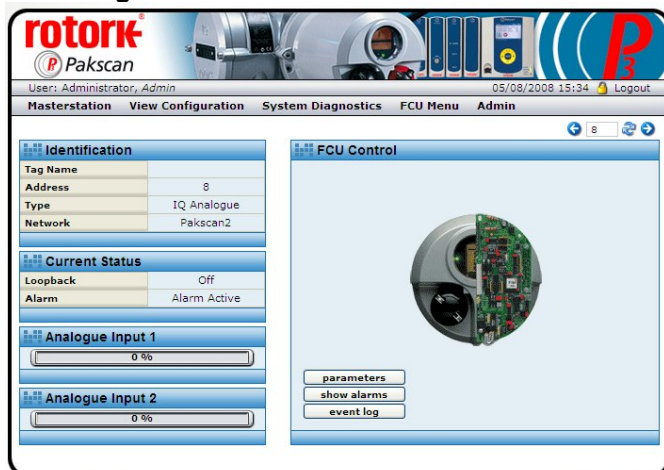 rotork®
P Pakscan
P3
User: Administrator, Admin 05/08/2008 15:34 Logout
Masterstation View Configuration System Diagnostics FCU Menu Admin
8
Identification
Tag Name
Address 8
Type IQ Analogue
Network Pakscan2
Current Status
Loopback Off
Alarm Alarm Active
Analogue Input 1
0 %
Analogue Input 2
0 %
FCU Control
parameters
show alarms
event log